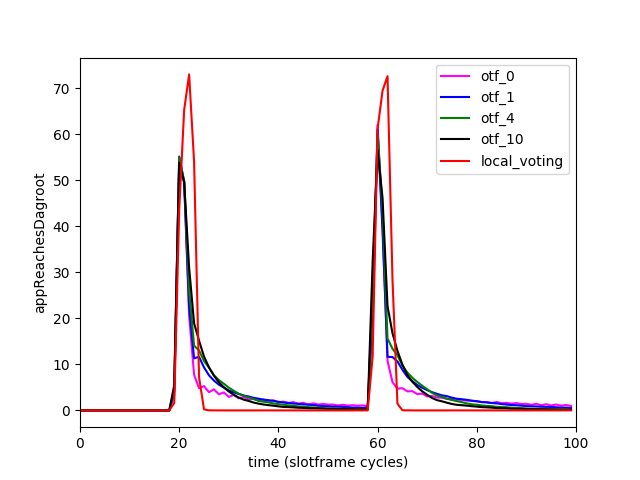 otf_0
otf_1
otf_4
otf_10
local_voting
appReachesDagroot
70
60
50
40
30
20
10
0
0 20 40 60 80 100
time (slotframe cycles)